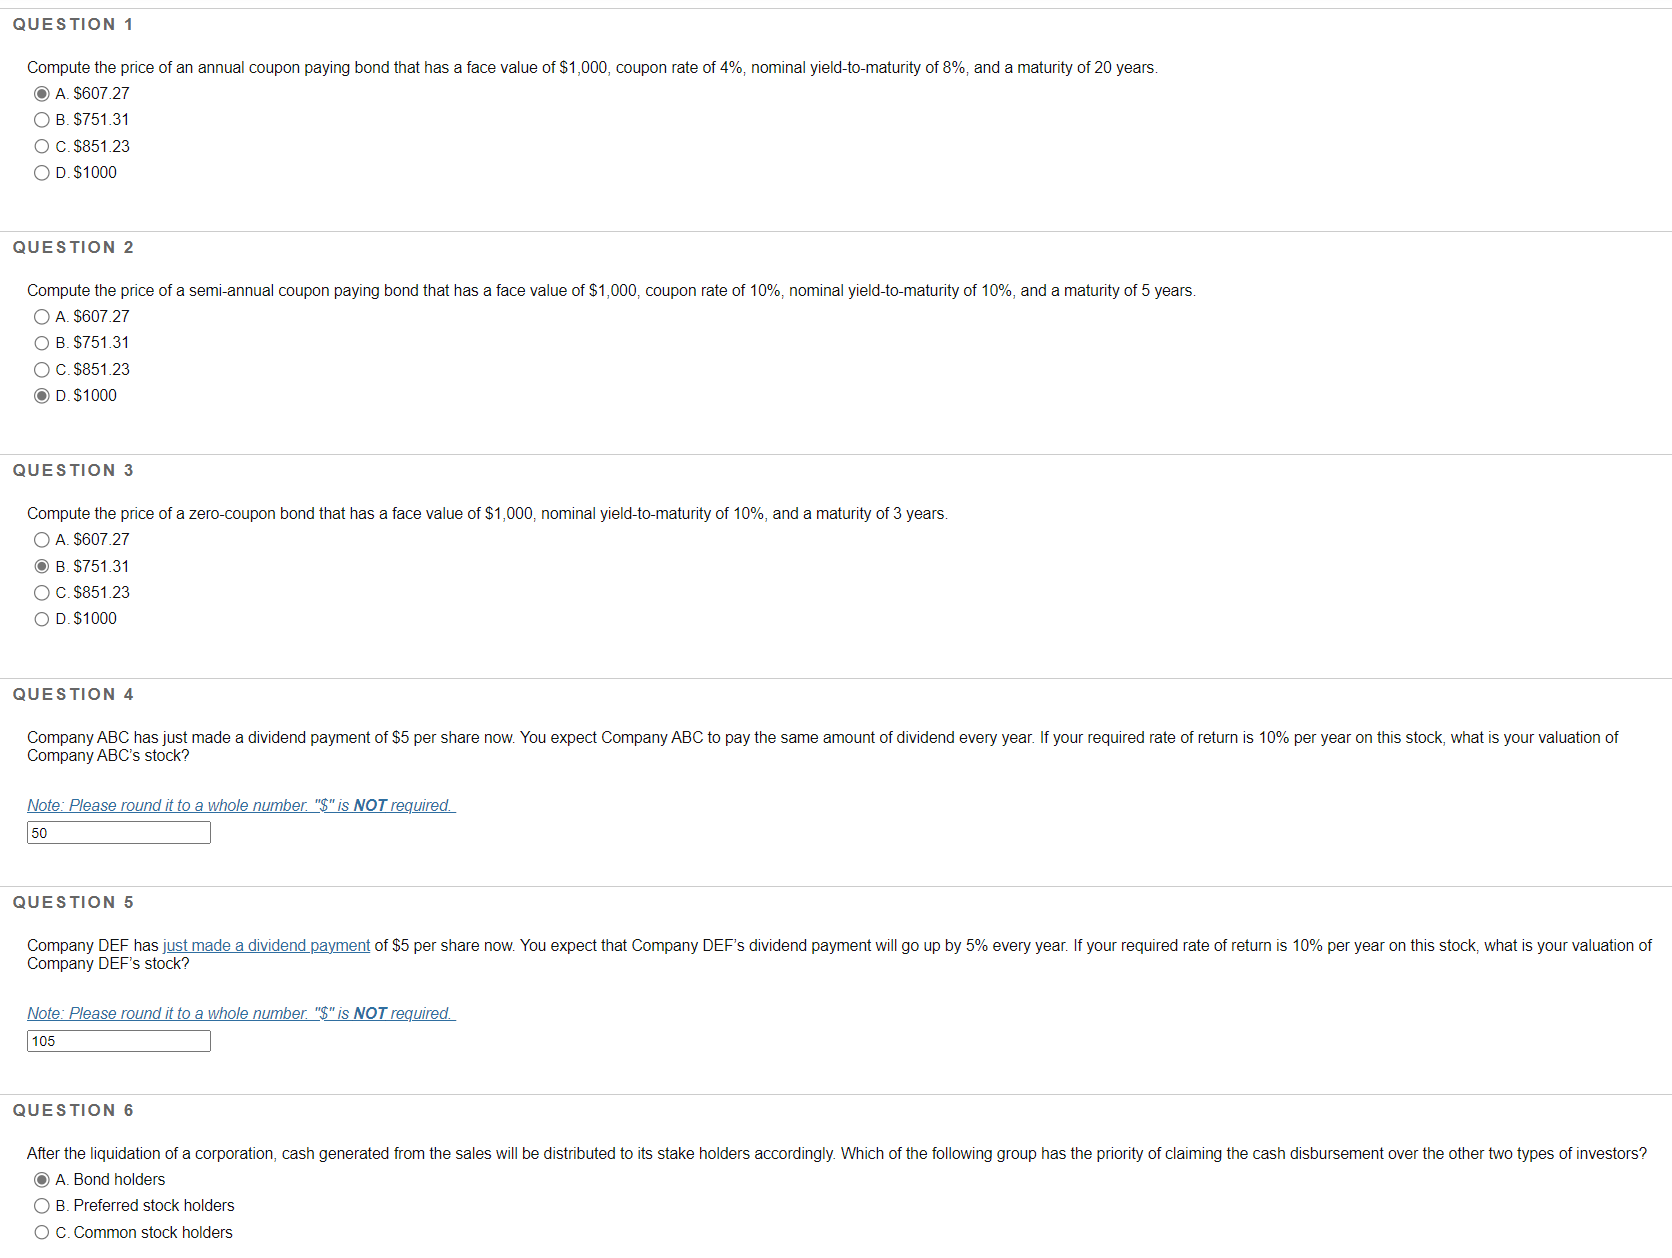 QUESTION 1
Compute the price of an annual coupon paying bond that has a face value of $1,000, coupon rate of 4%, nominal yield-to-maturity of 8%, and a maturity of 20 years.
A. $607.27
B. $751.31
C. $851.23
D. $1000
QUESTION 2
Compute the price of a semi-annual coupon paying bond that has a face value of $1,000, coupon rate of 10%, nominal yield-to-maturity of 10%, and a maturity of 5 years.
A. $607.27
B. $751.31
C. $851.23
D. $1000
QUESTION 3
Compute the price of a zero-coupon bond that has a face value of $1,000, nominal yield-to-maturity of 10%, and a maturity of 3 years.
A. $607.27
B. $751.31
C. $851.23
D. $1000
QUESTION 4
Company ABC has just made a dividend payment of $5 per share now. You expect Company ABC to pay the same amount of dividend every year. If your required rate of return is 10% per year on this stock, what is your valuation of
Company ABC's stock?
Note: Please round it to a whole number. "$" is NOT required.
50
QUESTION 5
Company DEF has just made a dividend payment of $5 per share now. You expect that Company DEF's dividend payment will go up by 5% every year. If your required rate of return is 10% per year on this stock, what is your valuation of
Company DEF's stock?
Note: Please round it to a whole number. "$" is NOT required.
105
QUESTION 6
After the liquidation of a corporation, cash generated from the sales will be distributed to its stake holders accordingly. Which of the following group has the priority of claiming the cash disbursement over the other two types of investors?
A. Bond holders
B. Preferred stock holders
C. Common stock holders